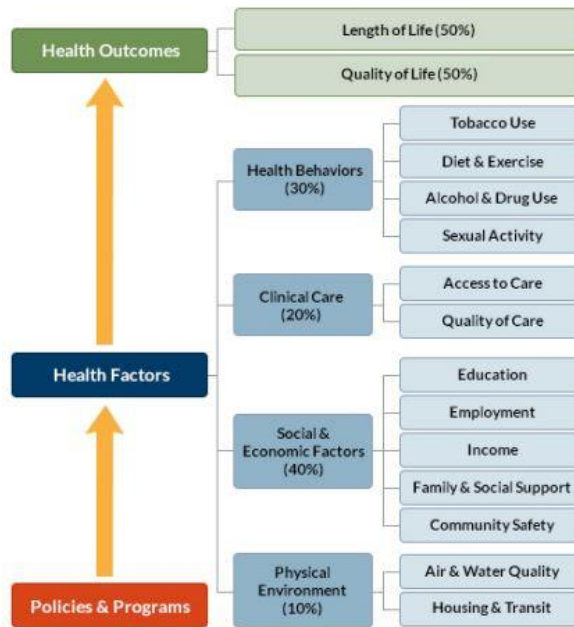 Health Outcomes
Length of Life (50%)
Quality of Life (50%)
Health Factors
Health Behaviors
(30%)
Tobacco Use
Diet & Exercise
Alcohol & Drug Use
Sexual Activity
Clinical Care
(20%)
Access to Care
Quality of Care
Social &
Economic Factors
(40%)
Education
Employment
Income
Family & Social Support
Community Safety
Physical
Environment
(10%)
Air & Water Quality
Housing & Transit
Policies & Programs